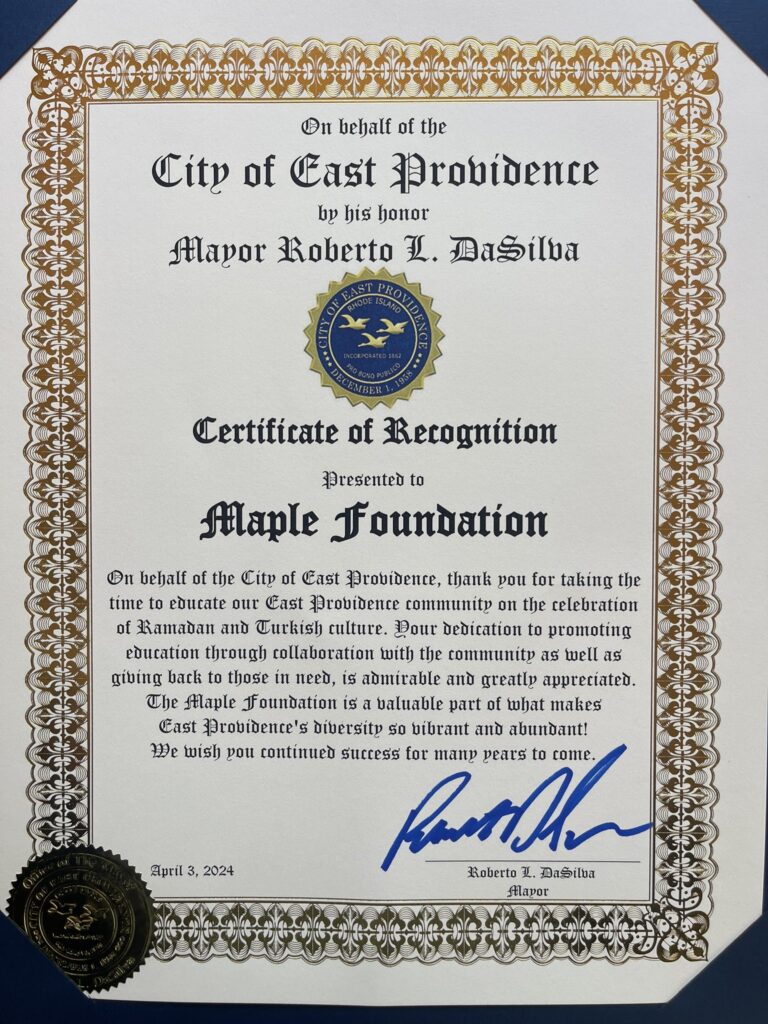 On behalf of the
City of East Providence
by his honor
Mayor Roberto L. DaSilva
CITY OF EAST PROVIDENCE
RHODE ISLAND
INCORPORATED 1862
PRO BONO PUBLICO
DECEMBER 1, 1958
Certificate of Recognition
Presented to
Maple Foundation
On behalf of the City of East Providence, thank you for taking the
time to educate our East Providence community on the celebration
of Ramadan and Turkish culture. Your dedication to promoting
education through collaboration with the community as well as
giving back to those in need, is admirable and greatly appreciated.
The Maple Foundation is a valuable part of what makes
East Providence's diversity so vibrant and abundant!
We wish you continued success for many years to come.
April 3, 2024
Roberto L. DaSilva
Mayor
Office of The